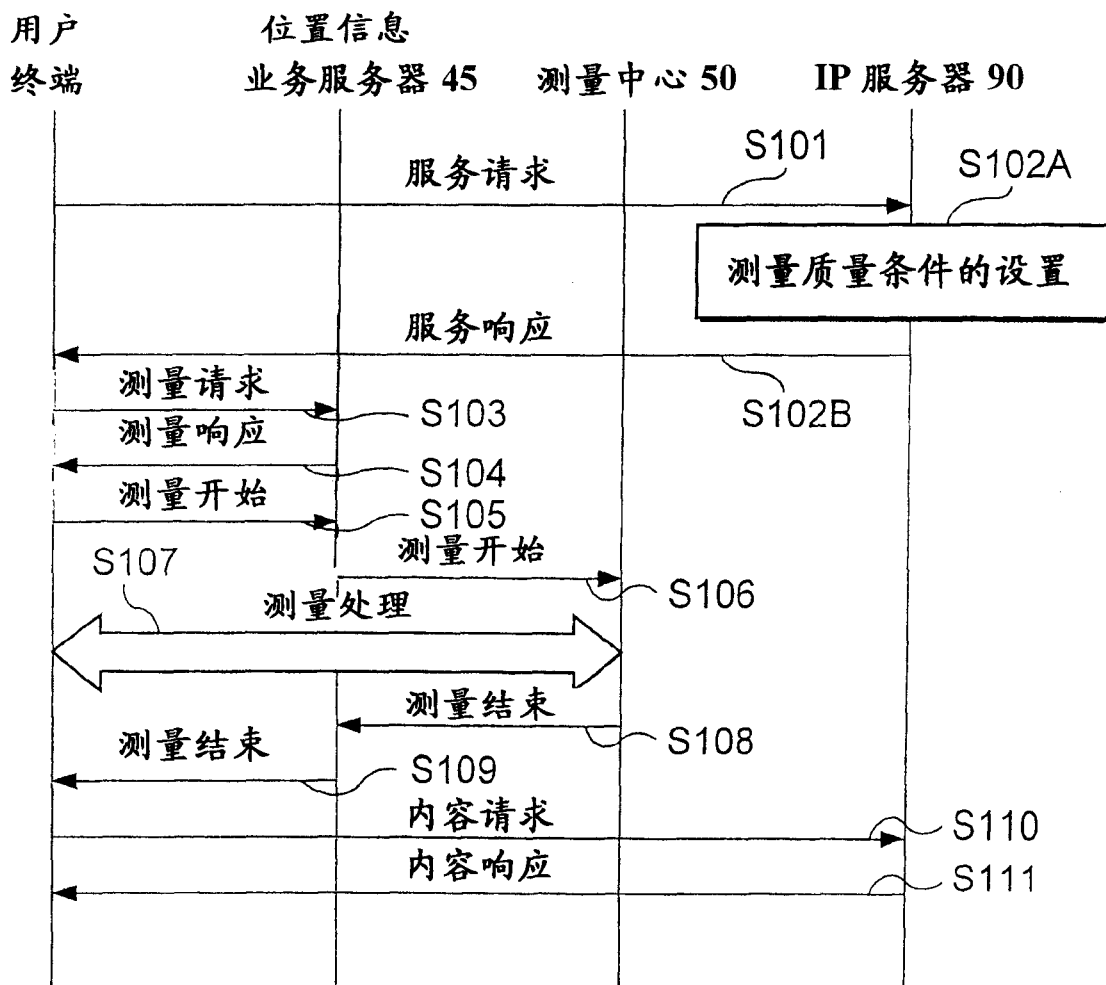 用户 位置信息
终端 业务服务器 45 测量中心 50 IP 服务器 90
S101
服务请求
S102A
测量质量条件的设置
服务响应
S102B
测量请求
S103
测量响应
S104
测量开始
S105
测量开始
S107
S106
测量处理
测量结束
S108
测量结束
S109
内容请求
S110
内容响应
S111